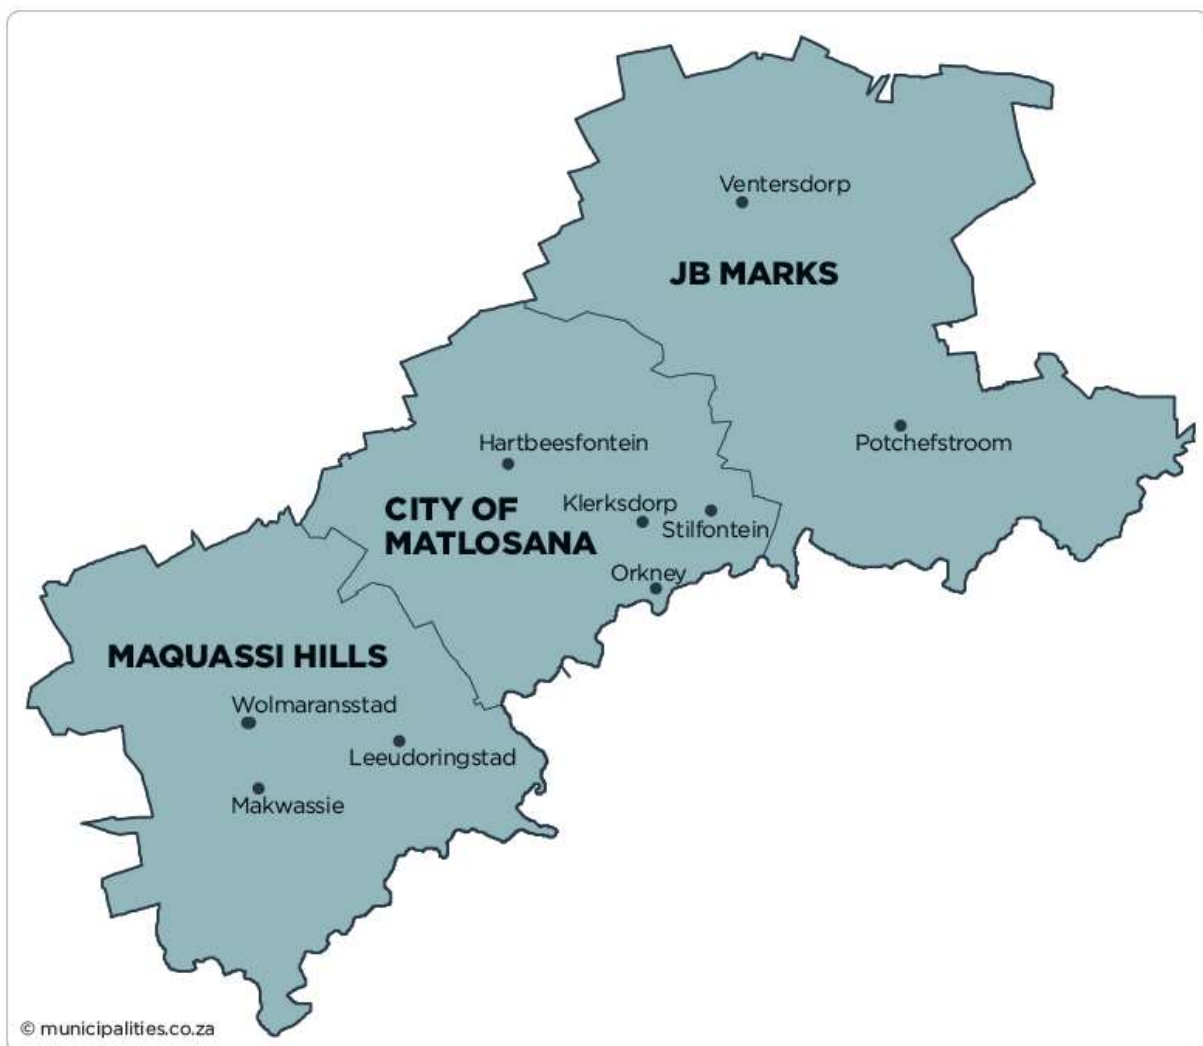 Ventersdorp
JB MARKS
Hartbeesfontein
Potchefstroom
CITY OF
MATLOSANA
Klerksdorp
Stilfontein
Orkney
MAQUASSI HILLS
Wolmaransstad
Leeudoringstad
Makwassie
© municipalities.co.za